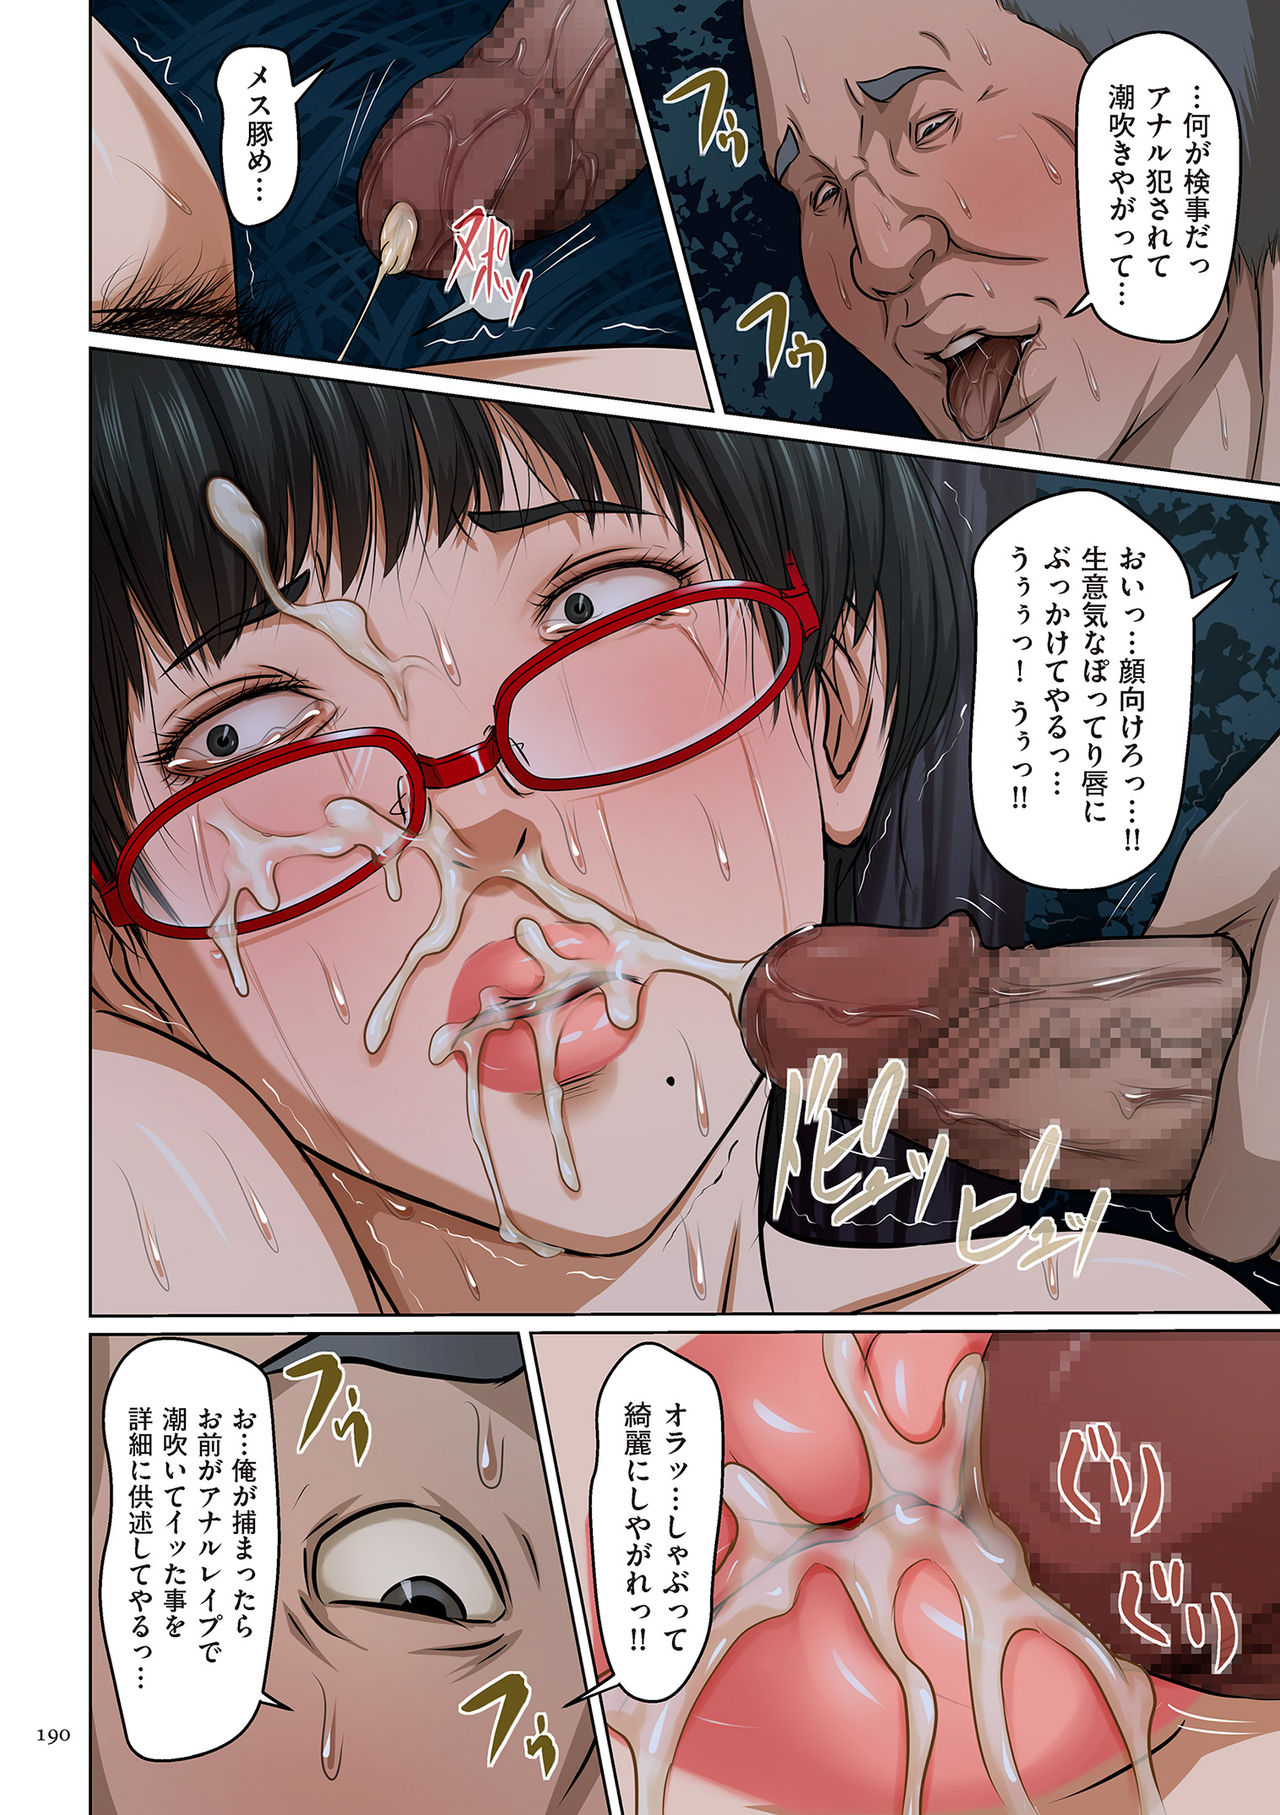 …何が検事だっ
アナル犯されて
潮吹きやがって…
フゥ
フゥ
メス豚め…
ヌポッ
おいっ…顔向けろっ…!!
生意気なぽってり唇に
ぶっかけてやるっ…
うぅぅっ！うぅっ!!
ドピュッ
ビュッ
オラッ…しゃぶって
綺麗にしやがれっ!!
グリ
グリ
フゥ
お…俺が捕まったら
お前がアナルレイプで
潮吹いてイッた事を
詳細に供述してやるっ…
フゥ
190